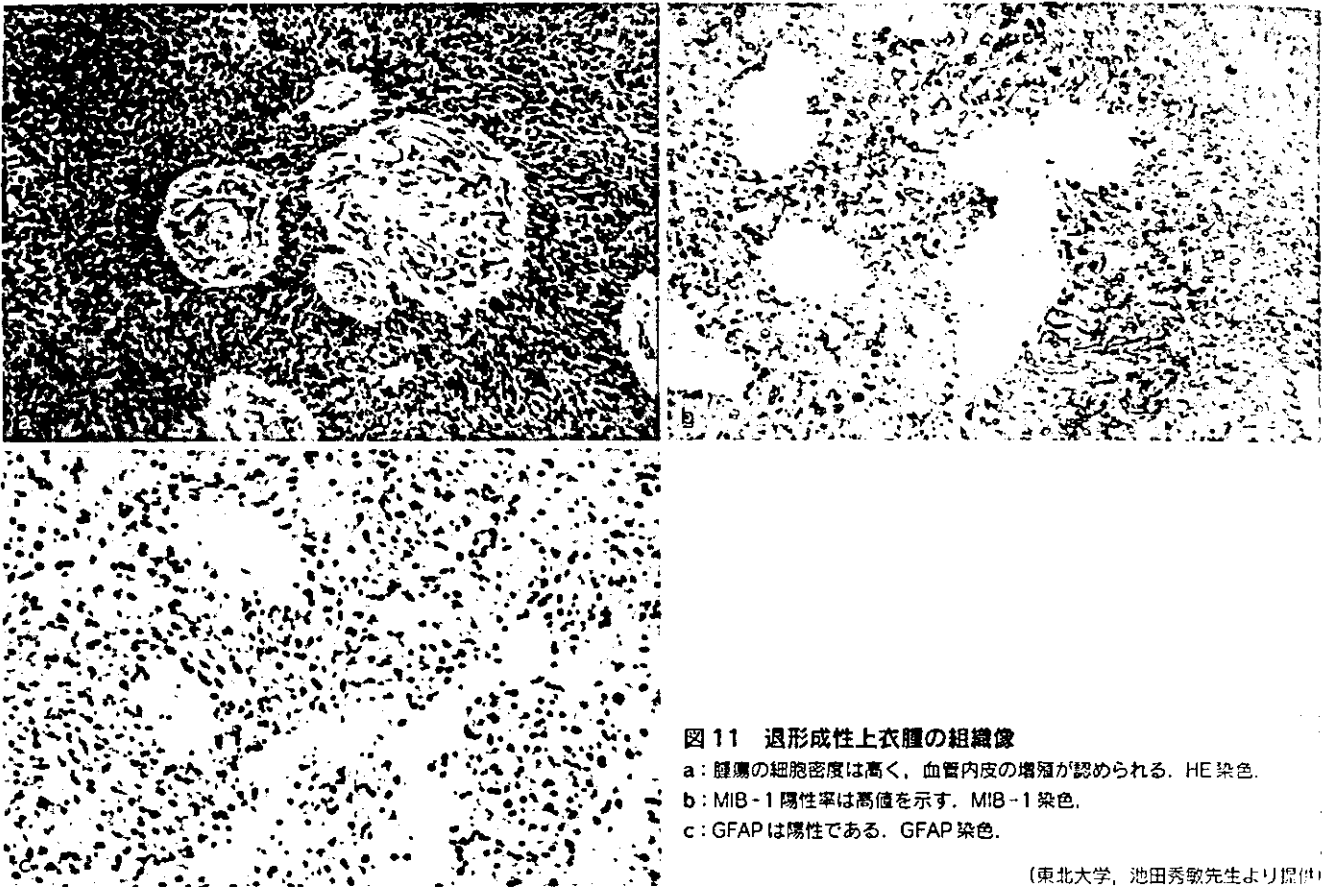 a
b
c
図11 退形成性上衣腫の組織像
a：腫瘍の細胞密度は高く，血管内皮の増殖が認められる．HE染色．
b：MIB-1陽性率は高値を示す．MIB-1染色．
c：GFAPは陽性である．GFAP染色．
（東北大学，池田秀敏先生より提供）